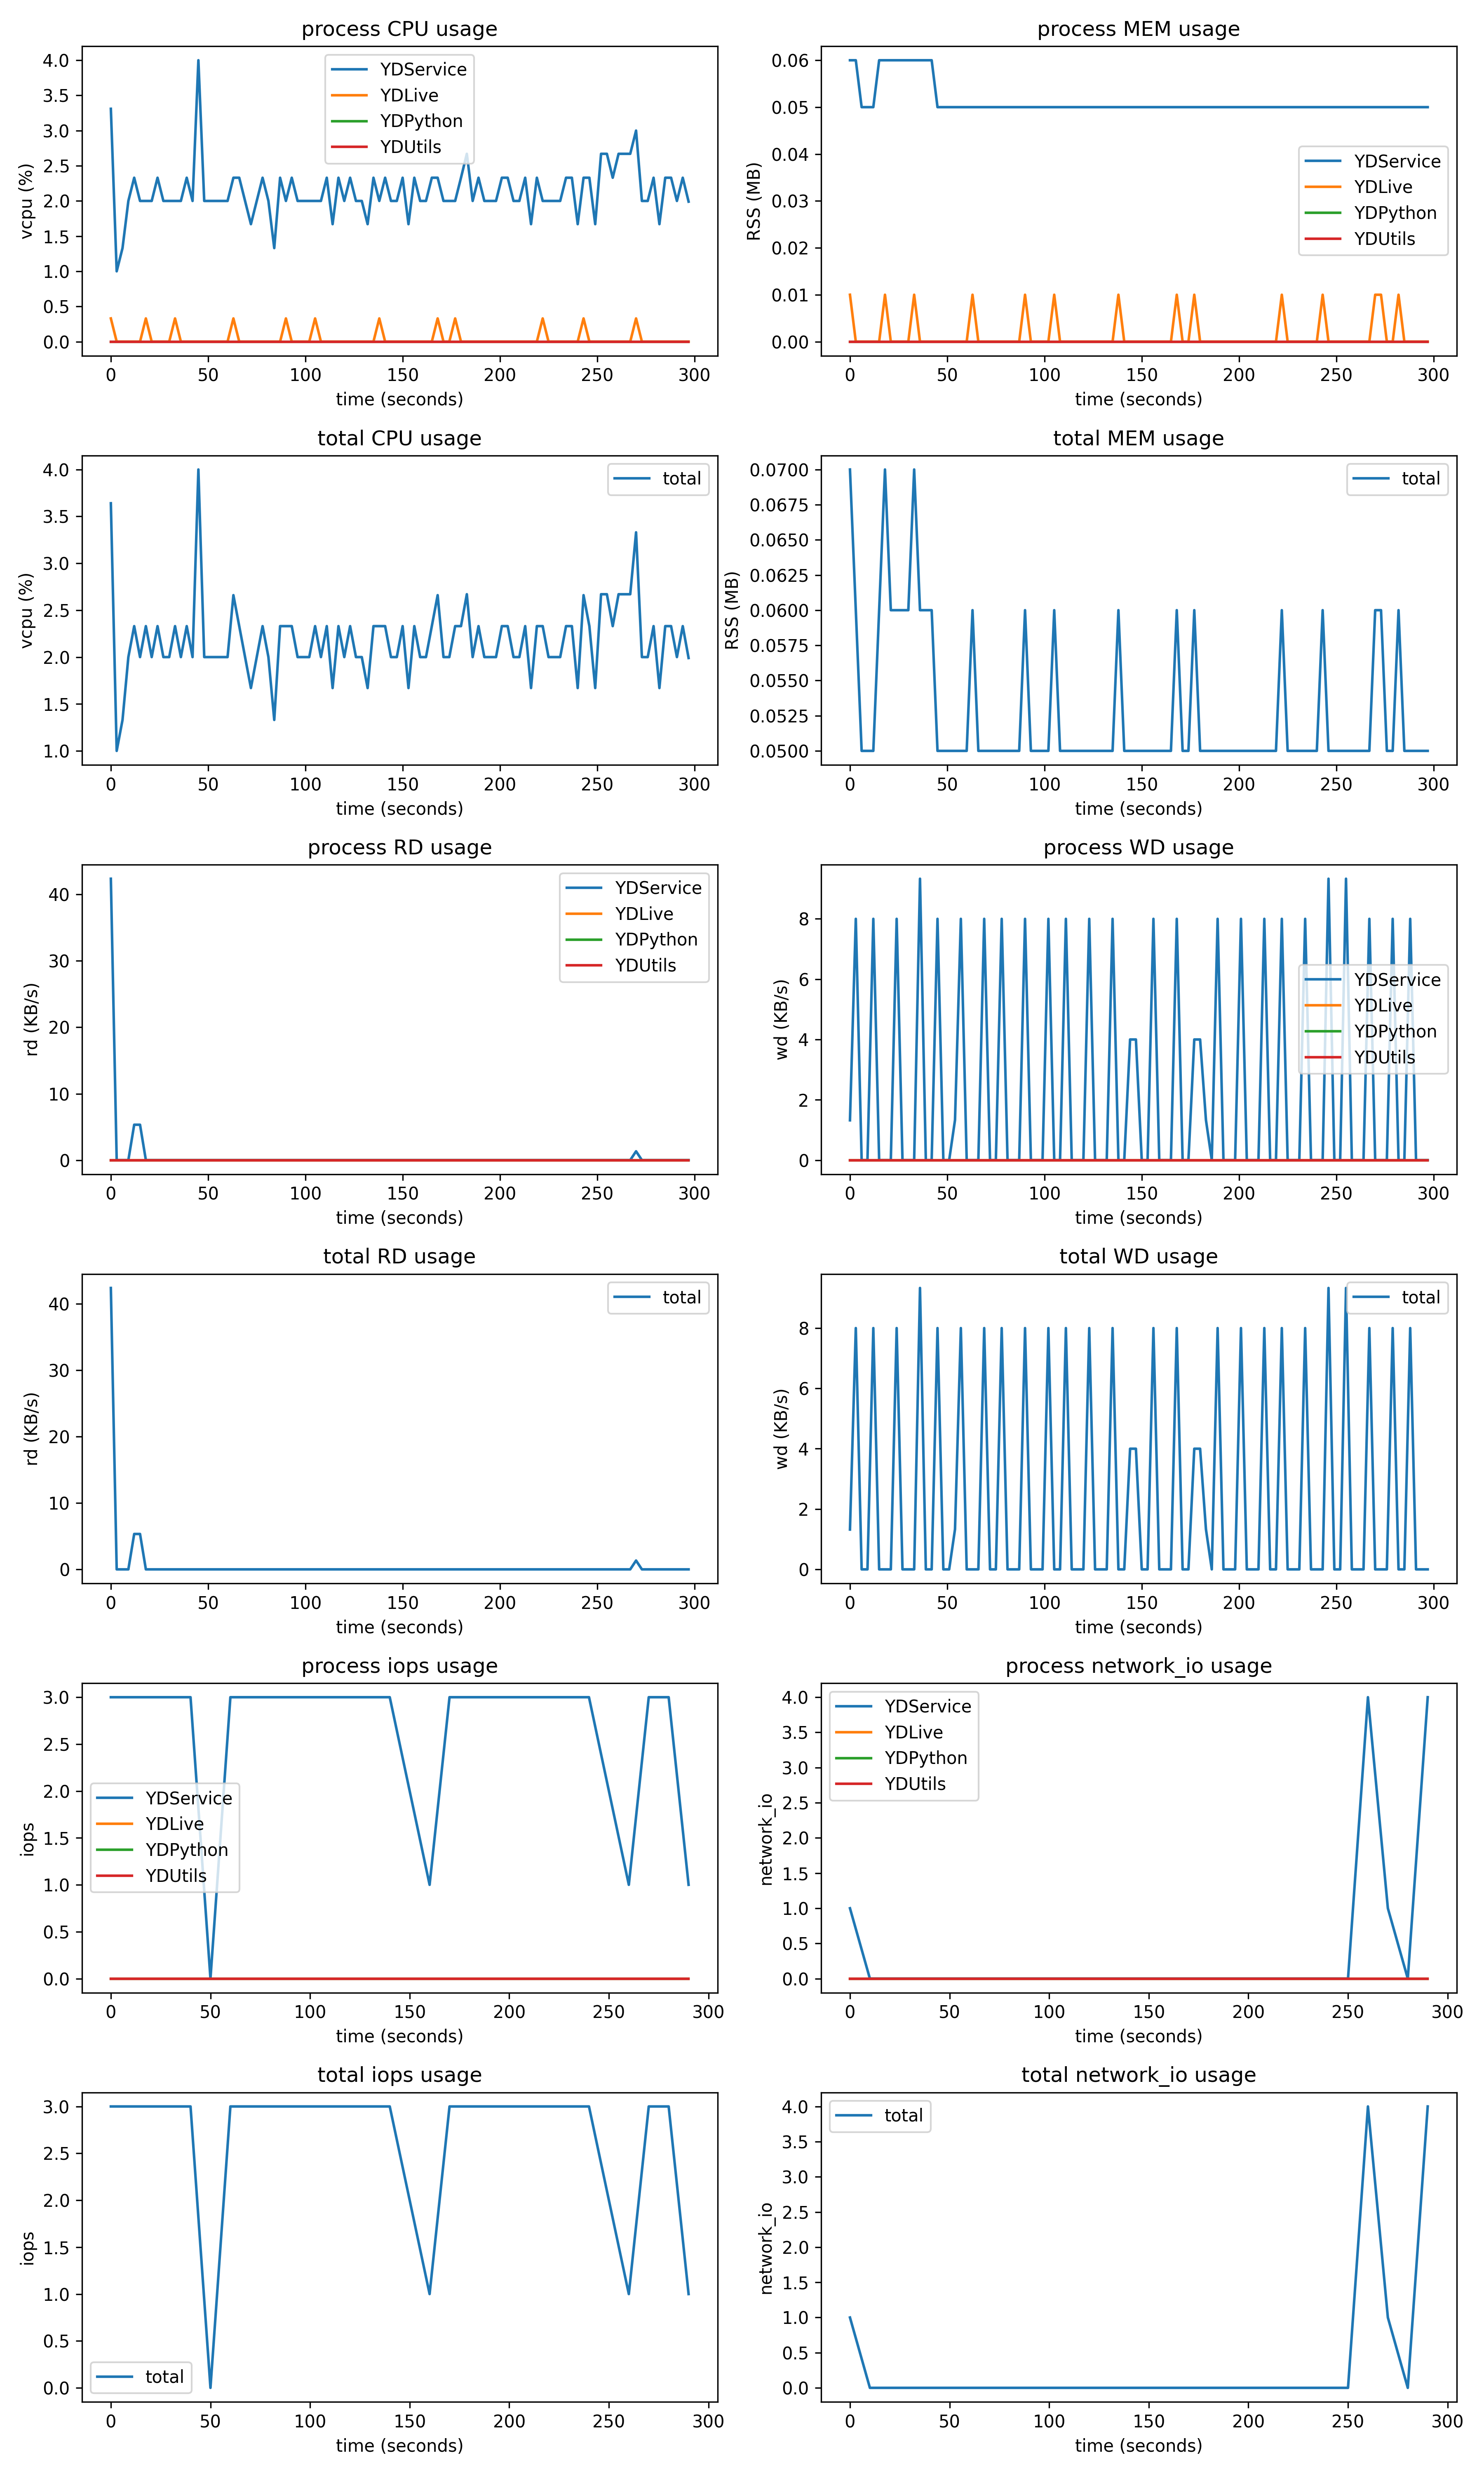 process CPU usage
4.0
3.5
3.0
2.5
2.0
1.5
1.0
0.5
0.0
vcpu (%)
YDService
YDLive
YDPython
YDUtils
0 50 100 150 200 250 300
time (seconds)
process MEM usage
0.06
0.05
0.04
0.03
0.02
0.01
0.00
RSS (MB)
YDService
YDLive
YDPython
YDUtils
0 50 100 150 200 250 300
time (seconds)
total CPU usage
4.0
3.5
3.0
2.5
2.0
1.5
1.0
vcpu (%)
total
0 50 100 150 200 250 300
time (seconds)
total MEM usage
0.0700
0.0675
0.0650
0.0625
0.0600
0.0575
0.0550
0.0525
0.0500
RSS (MB)
total
0 50 100 150 200 250 300
time (seconds)
process RD usage
40
30
20
10
0
rd (KB/s)
YDService
YDLive
YDPython
YDUtils
0 50 100 150 200 250 300
time (seconds)
process WD usage
8
6
4
2
0
wd (KB/s)
YDService
YDLive
YDPython
YDUtils
0 50 100 150 200 250 300
time (seconds)
total RD usage
40
30
20
10
0
rd (KB/s)
total
0 50 100 150 200 250 300
time (seconds)
total WD usage
8
6
4
2
0
wd (KB/s)
total
0 50 100 150 200 250 300
time (seconds)
process iops usage
3.0
2.5
2.0
1.5
1.0
0.5
0.0
iops
YDService
YDLive
YDPython
YDUtils
0 50 100 150 200 250 300
time (seconds)
process network_io usage
4.0
3.5
3.0
2.5
2.0
1.5
1.0
0.5
0.0
network_io
YDService
YDLive
YDPython
YDUtils
0 50 100 150 200 250 300
time (seconds)
total iops usage
3.0
2.5
2.0
1.5
1.0
0.5
0.0
iops
total
0 50 100 150 200 250 300
time (seconds)
total network_io usage
4.0
3.5
3.0
2.5
2.0
1.5
1.0
0.5
0.0
network_io
total
0 50 100 150 200 250 300
time (seconds)